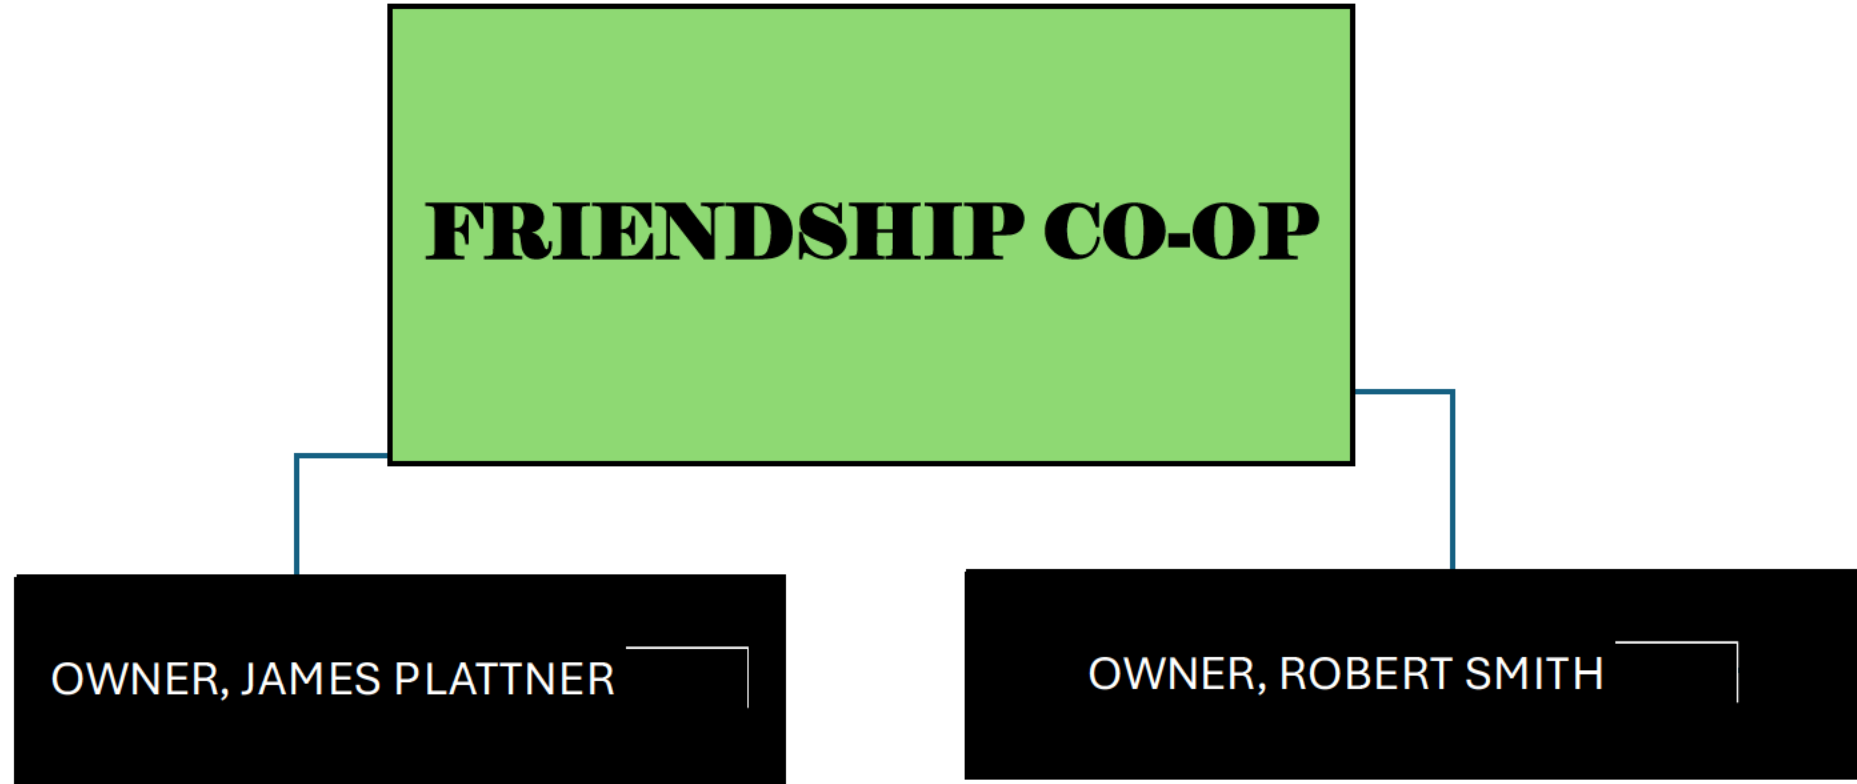 FRIENDSHIP CO-OP
OWNER, JAMES PLATTNER
OWNER, ROBERT SMITH